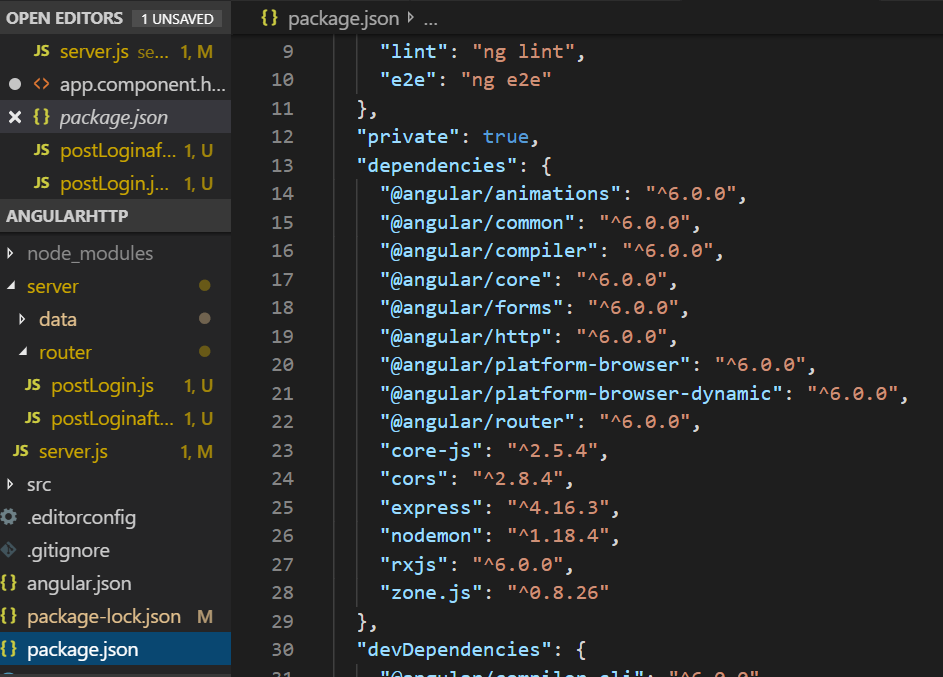 OPEN EDITORS 1 UNSAVED
JS server.js se... 1, M
<> app.component.h...
{} package.json
JS postLoginaf... 1, U
JS postLogin.j... 1, U
ANGULARHTTP
node_modules
server
data
router
JS postLogin.js 1, U
JS postLoginaft... 1, U
JS server.js 1, M
src
.editorconfig
.gitignore
{} angular.json
{} package-lock.json M
{} package.json
{} package.json ...
9 "lint": "ng lint",
10 "e2e": "ng e2e"
11 },
12 "private": true,
13 "dependencies": {
14 "@angular/animations": "^6.0.0",
15 "@angular/common": "^6.0.0",
16 "@angular/compiler": "^6.0.0",
17 "@angular/core": "^6.0.0",
18 "@angular/forms": "^6.0.0",
19 "@angular/http": "^6.0.0",
20 "@angular/platform-browser": "^6.0.0",
21 "@angular/platform-browser-dynamic": "^6.0.0",
22 "@angular/router": "^6.0.0",
23 "core-js": "^2.5.4",
24 "cors": "^2.8.4",
25 "express": "^4.16.3",
26 "nodemon": "^1.18.4",
27 "rxjs": "^6.0.0",
28 "zone.js": "^0.8.26"
29 },
30 "devDependencies": {
31 "@angular/compiler-cli": "^6.0.0"